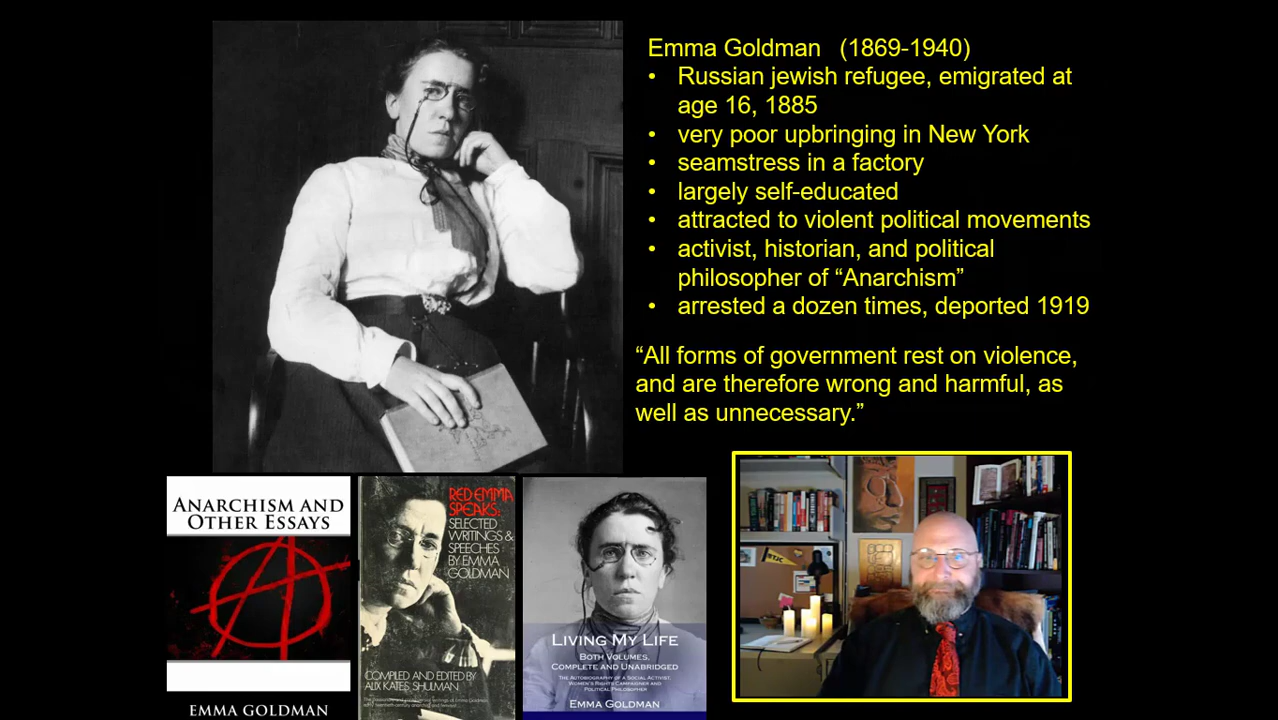 Emma Goldman (1869-1940)
• Russian jewish refugee, emigrated at
age 16, 1885
• very poor upbringing in New York
• seamstress in a factory
• largely self-educated
• attracted to violent political movements
• activist, historian, and political
philosopher of “Anarchism”
• arrested a dozen times, deported 1919
“All forms of government rest on violence,
and are therefore wrong and harmful, as
well as unnecessary.”
ANARCHISM AND
OTHER ESSAYS
EMMA GOLDMAN
RED EMMA
SPEAKS:
SELECTED
WRITINGS &
SPEECHES
BY EMMA
GOLDMAN
COMPILED AND EDITED BY
ALIX KATES SHULMAN
LIVING MY LIFE
BOTH VOLUMES,
COMPLETE AND UNABRIDGED
THE AUTOBIOGRAPHY OF A SOCIAL ACTIVIST,
WOMEN'S RIGHTS CAMPAIGNER AND
POLITICAL PHILOSOPHER
EMMA GOLDMAN